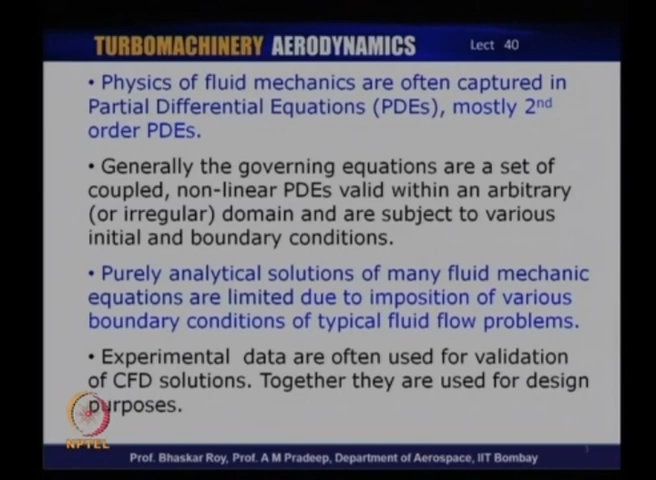 TURBOMACHINERY AERODYNAMICS Lect 40
• Physics of fluid mechanics are often captured in
Partial Differential Equations (PDEs), mostly 2nd
order PDEs.
• Generally the governing equations are a set of
coupled, non-linear PDEs valid within an arbitrary
(or irregular) domain and are subject to various
initial and boundary conditions.
• Purely analytical solutions of many fluid mechanic
equations are limited due to imposition of various
boundary conditions of typical fluid flow problems.
• Experimental data are often used for validation
of CFD solutions. Together they are used for design
purposes.
NPTEL
Prof. Bhaskar Roy, Prof. A M Pradeep, Department of Aerospace, IIT Bombay